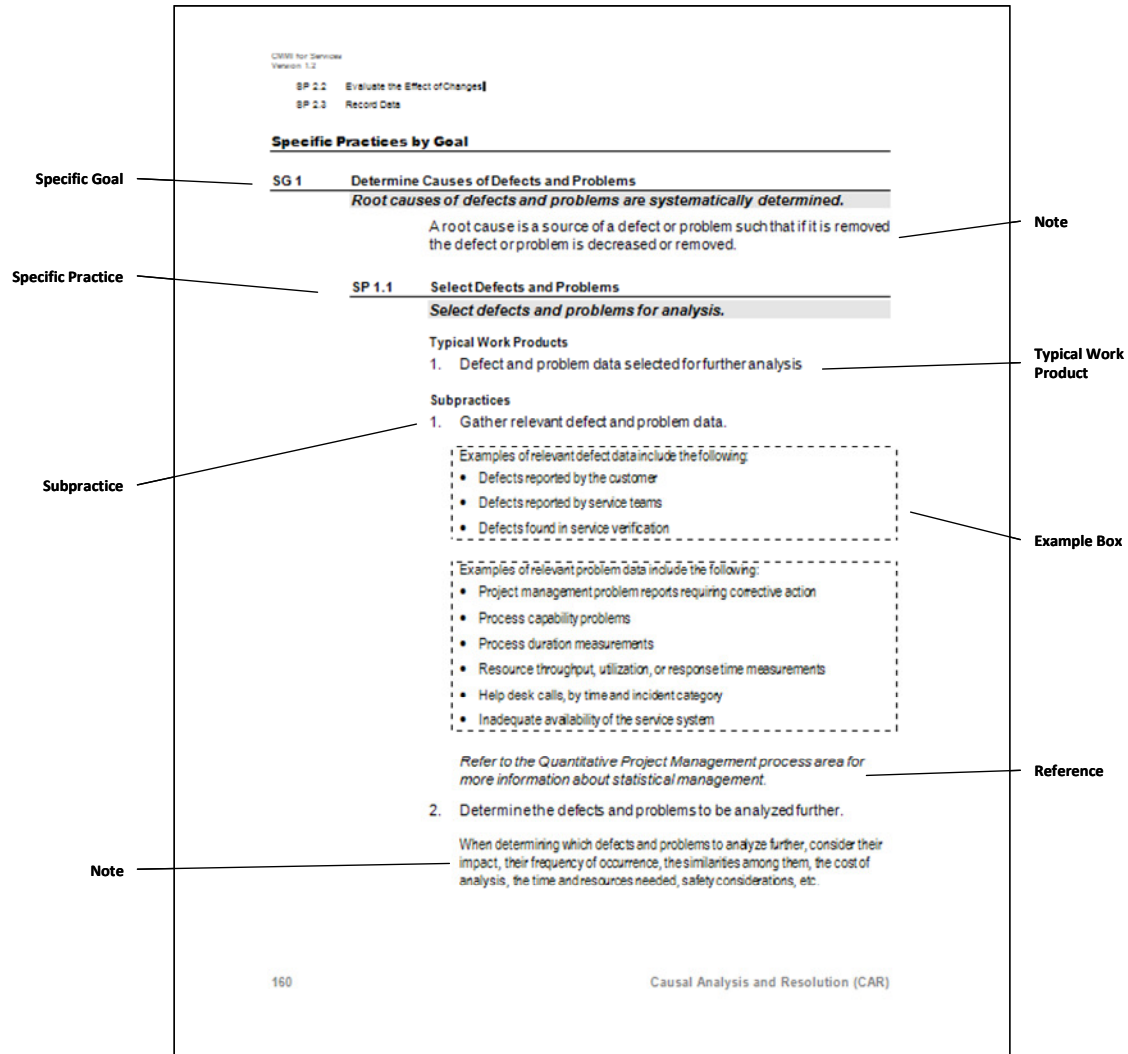 CMMI for Services
Version 1.2
SP 2.2 Evaluate the Effect of Changes
SP 2.3 Record Data
Specific Practices by Goal
Specific Goal
SG 1 Determine Causes of Defects and Problems
Root causes of defects and problems are systematically determined.
A root cause is a source of a defect or problem such that if it is removed
the defect or problem is decreased or removed.
Note
Specific Practice
SP 1.1 Select Defects and Problems
Select defects and problems for analysis.
Typical Work Products
1. Defect and problem data selected for further analysis
Typical Work
Product
Subpractices
1. Gather relevant defect and problem data.
Subpractice
Examples of relevant defect data include the following:
• Defects reported by the customer
• Defects reported by service teams
• Defects found in service verification
Example Box
Examples of relevant problem data include the following:
• Project management problem reports requiring corrective action
• Process capability problems
• Process duration measurements
• Resource throughput, utilization, or response time measurements
• Help desk calls, by time and incident category
• Inadequate availability of the service system
Refer to the Quantitative Project Management process area for
more information about statistical management.
Reference
2. Determine the defects and problems to be analyzed further.
When determining which defects and problems to analyze further, consider their
impact, their frequency of occurrence, the similarities among them, the cost of
analysis, the time and resources needed, safety considerations, etc.
Note
160 Causal Analysis and Resolution (CAR)